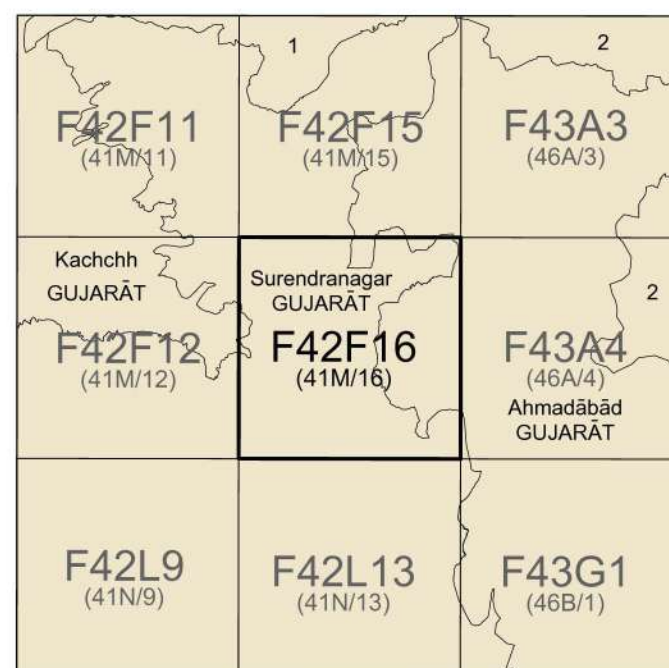 1
2
F42F11
(41M/11)
F42F15
(41M/15)
F43A3
(46A/3)
Kachchh
GUJARĀT
F42F12
(41M/12)
Surendranagar
GUJARĀT
F42F16
(41M/16)
2
F43A4
(46A/4)
Ahmadābād
GUJARĀT
F42L9
(41N/9)
F42L13
(41N/13)
F43G1
(46B/1)